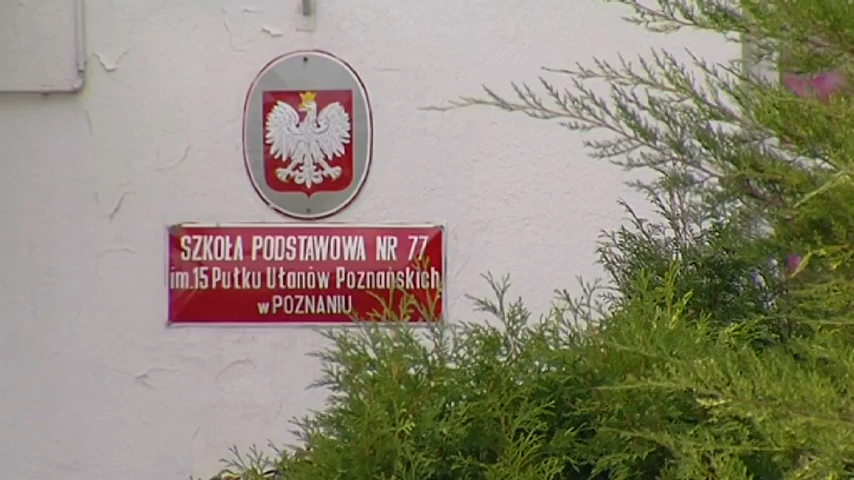 SZKOŁA PODSTAWOWA NR 77
im.15 Pułku Ułanów Poznańskich
w POZNANIU